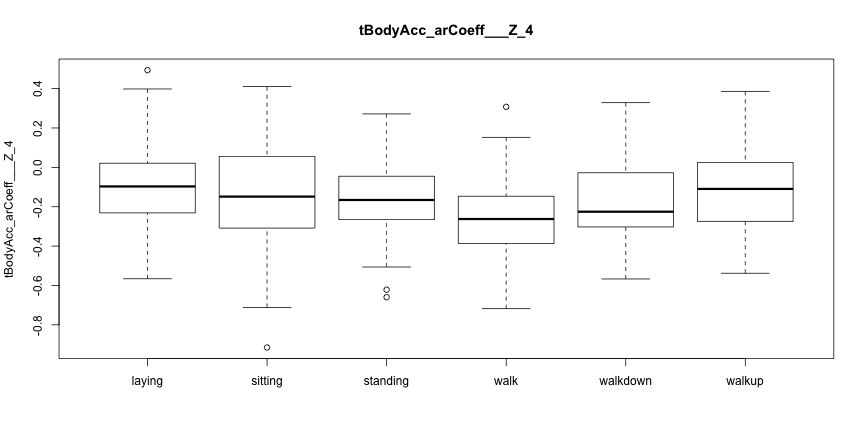 tBodyAcc_arCoeff___Z_4
tBodyAcc_arCoeff___Z_4
0.4
0.2
0.0
-0.2
-0.4
-0.6
-0.8
laying sitting standing walk walkdown walkup